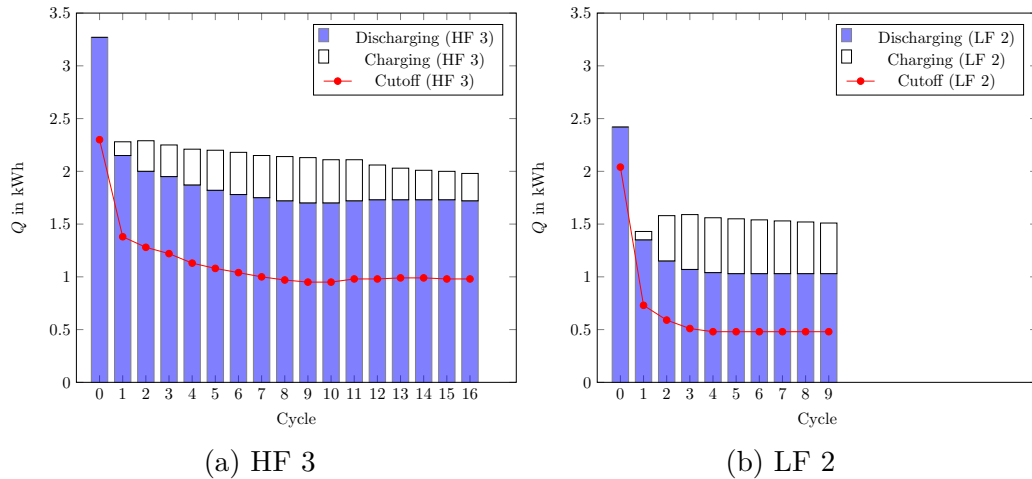 Discharging (HF 3)
Charging (HF 3)
Cutoff (HF 3)
3.5
3
2.5
2
1.5
1
0.5
0
Q in kWh
0 1 2 3 4 5 6 7 8 9 10 11 12 13 14 15 16
Cycle
(a) HF 3
Discharging (LF 2)
Charging (LF 2)
Cutoff (LF 2)
3.5
3
2.5
2
1.5
1
0.5
0
Q in kWh
0 1 2 3 4 5 6 7 8 9
Cycle
(b) LF 2